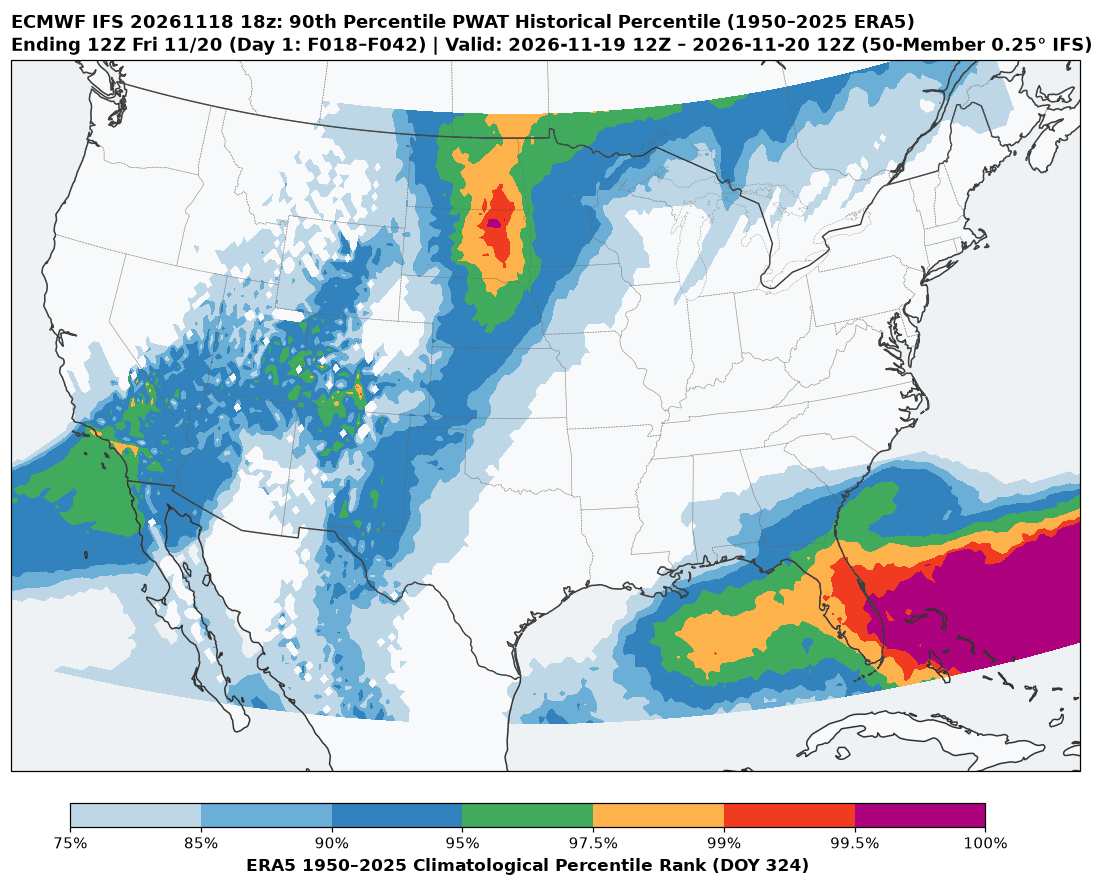 ECMWF IFS 20261118 18z: 90th Percentile PWAT Historical Percentile (1950–2025 ERA5)
Ending 12Z Fri 11/20 (Day 1: F018–F042) | Valid: 2026-11-19 12Z – 2026-11-20 12Z (50-Member 0.25° IFS)
75% 85% 90% 95% 97.5% 99% 99.5% 100%
ERA5 1950–2025 Climatological Percentile Rank (DOY 324)